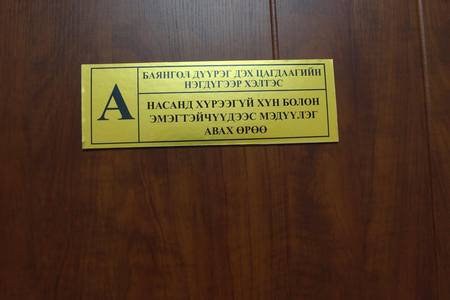 А
БАЯНГОЛ ДҮҮРЭГ ДЭХ ЦАГДААГИЙН
НЭГДҮГЭЭР ХЭЛТЭС
НАСАНД ХҮРЭЭГҮЙ ХҮН БОЛОН
ЭМЭГТЭЙЧҮҮДЭЭС МЭДҮҮЛЭГ
АВАХ ӨРӨӨ